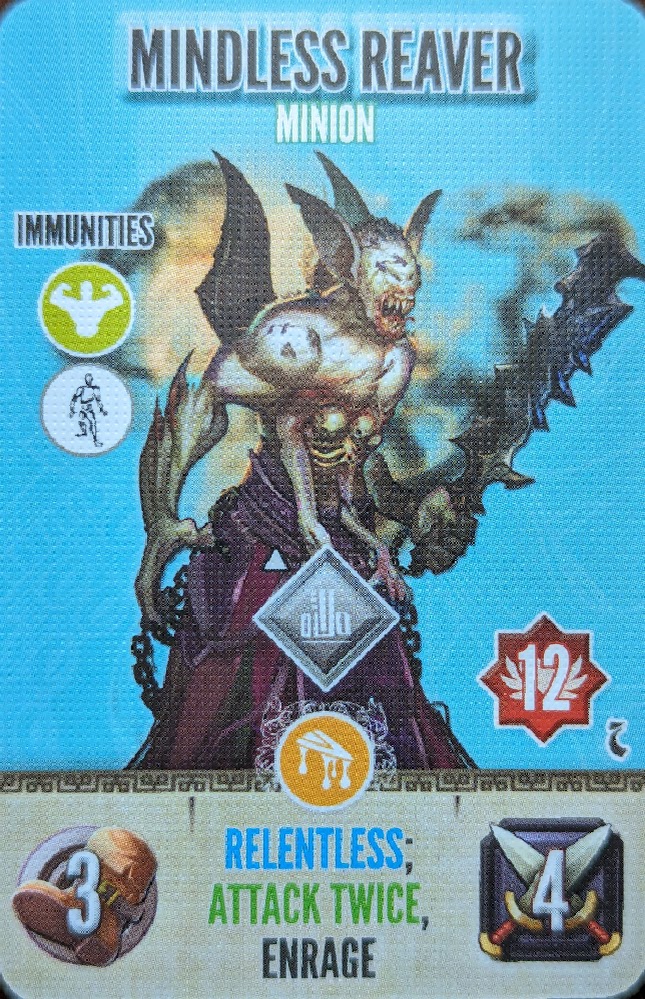 MINDLESS REAVER
MINION
IMMUNITIES
12
3
RELENTLESS;
ATTACK TWICE,
ENRAGE
4